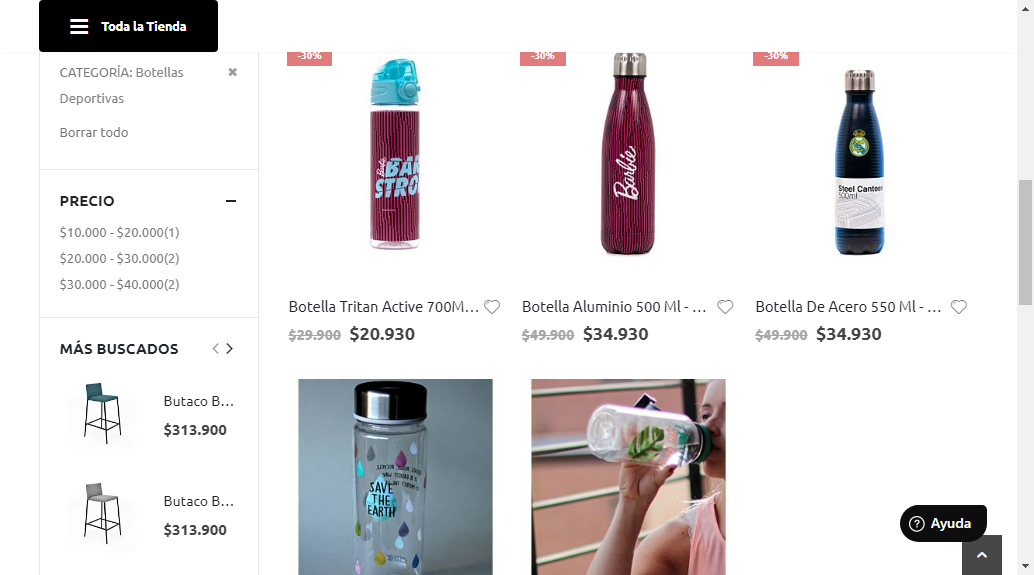 Toda la Tienda
CATEGORÍA: Botellas
Deportivas
Borrar todo
PRECIO
$10.000 - $20.000(1)
$20.000 - $30.000(2)
$30.000 - $40.000(2)
MÁS BUSCADOS
Butaco B...
$313.900
Butaco B...
$313.900
-30%
-30%
-30%
Barbie
BAR
STRO
Barbie
Steel Canteen
500ml
Botella Tritan Active 700M...
$29.900 $20.930
Botella Aluminio 500 Ml - ...
$49.900 $34.930
Botella De Acero 550 Ml - ...
$49.900 $34.930
SAVE
THE
EARTH
Ayuda